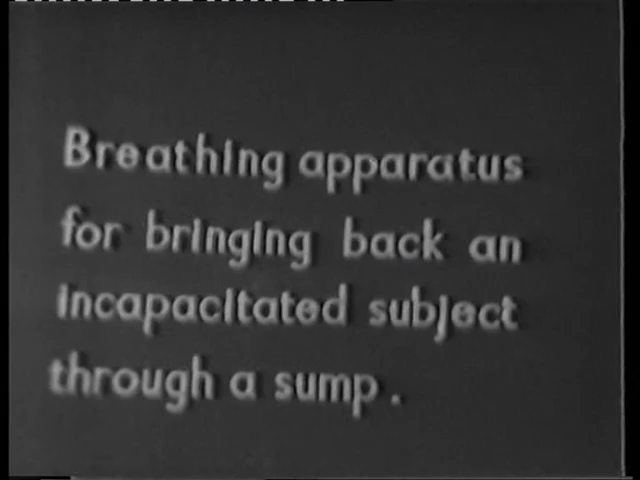 Breathing apparatus
for bringing back an
incapacitated subject
through a sump.